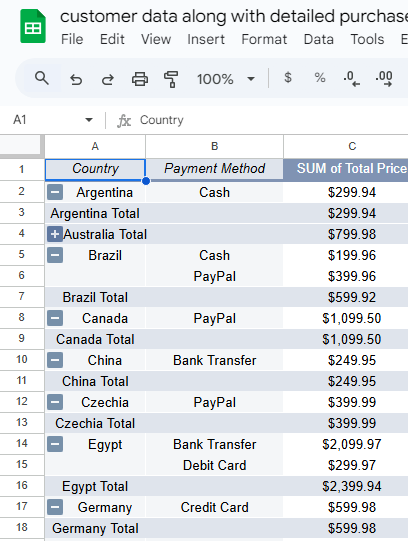 customer data along with detailed purchase
File Edit View Insert Format Data Tools E
100% $ % .0 .00
A1 fx Country
A B C
1 Country Payment Method SUM of Total Price
2 Argentina Cash $299.94
3 Argentina Total $299.94
4 Australia Total $799.98
5 Brazil Cash $199.96
6 PayPal $399.96
7 Brazil Total $599.92
8 Canada PayPal $1,099.50
9 Canada Total $1,099.50
10 China Bank Transfer $249.95
11 China Total $249.95
12 Czechia PayPal $399.99
13 Czechia Total $399.99
14 Egypt Bank Transfer $2,099.97
15 Debit Card $299.97
16 Egypt Total $2,399.94
17 Germany Credit Card $599.98
18 Germany Total $599.98